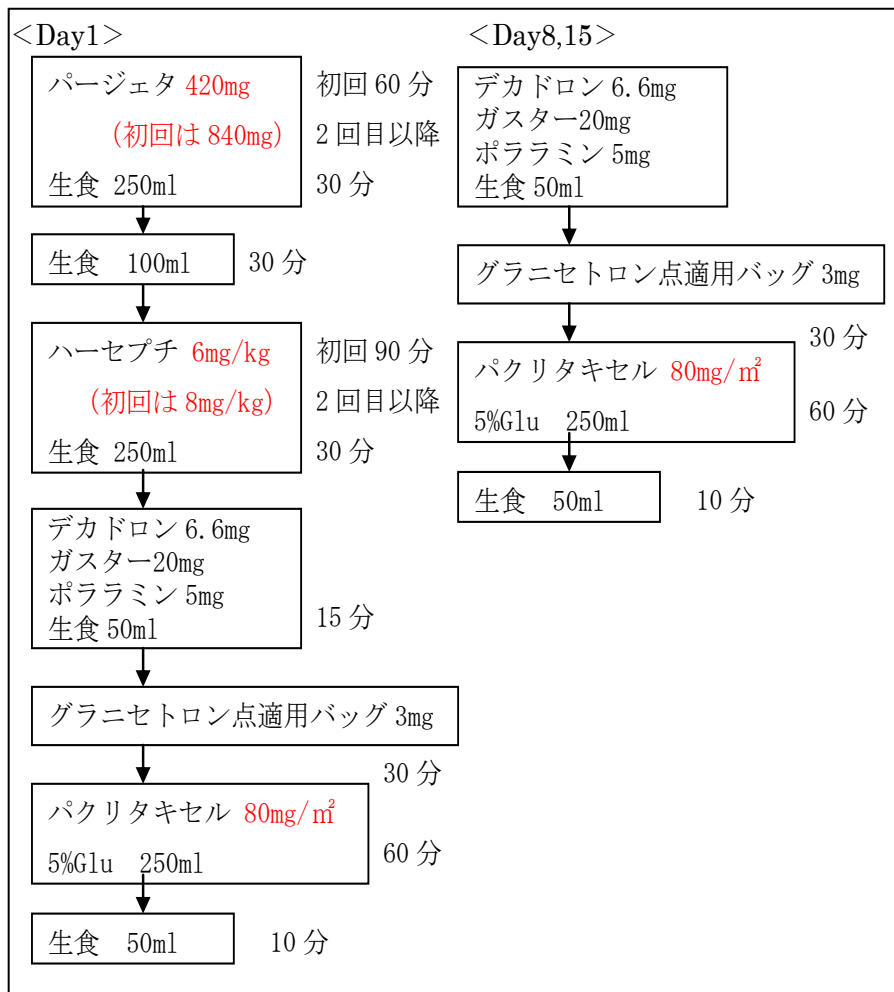 <Day1>
パージェタ 420mg 初回 60 分
(初回は 840mg) 2 回目以降
生食 250ml 30 分
生食 100ml 30 分
ハーセプチ 6mg/kg 初回 90 分
(初回は 8mg/kg) 2 回目以降
生食 250ml 30 分
デカドロン 6.6mg
ガスター20mg
ポララミン 5mg
生食 50ml 15 分
グラニセトロン点適用バッグ 3mg
30 分
パクリタキセル 80mg/㎡
5%Glu 250ml 60 分
生食 50ml 10 分
<Day8,15>
デカドロン 6.6mg
ガスター20mg
ポララミン 5mg
生食 50ml
グラニセトロン点適用バッグ 3mg
30 分
パクリタキセル 80mg/㎡
5%Glu 250ml 60 分
生食 50ml 10 分